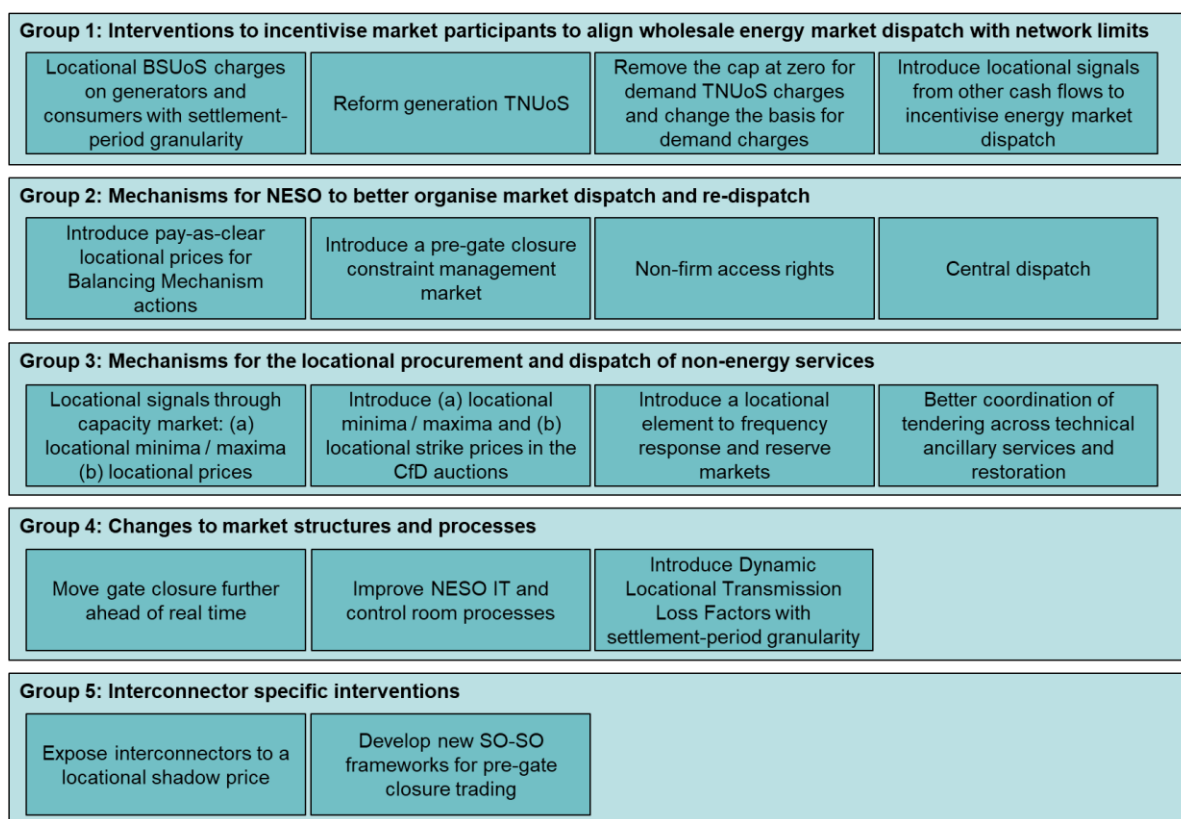 Group 1: Interventions to incentivise market participants to align wholesale energy market dispatch with network limits
Locational BSUoS charges
on generators and
consumers with settlement-
period granularity
Reform generation TNUoS
Remove the cap at zero for
demand TNUoS charges
and change the basis for
demand charges
Introduce locational signals
from other cash flows to
incentivise energy market
dispatch
Group 2: Mechanisms for NESO to better organise market dispatch and re-dispatch
Introduce pay-as-clear
locational prices for
Balancing Mechanism
actions
Introduce a pre-gate closure
constraint management
market
Non-firm access rights
Central dispatch
Group 3: Mechanisms for the locational procurement and dispatch of non-energy services
Locational signals through
capacity market: (a)
locational minima / maxima
(b) locational prices
Introduce (a) locational
minima / maxima and (b)
locational strike prices in the
CfD auctions
Introduce a locational
element to frequency
response and reserve
markets
Better coordination of
tendering across technical
ancillary services and
restoration
Group 4: Changes to market structures and processes
Move gate closure further
ahead of real time
Improve NESO IT and
control room processes
Introduce Dynamic
Locational Transmission
Loss Factors with
settlement-period granularity
Group 5: Interconnector specific interventions
Expose interconnectors to a
locational shadow price
Develop new SO-SO
frameworks for pre-gate
closure trading